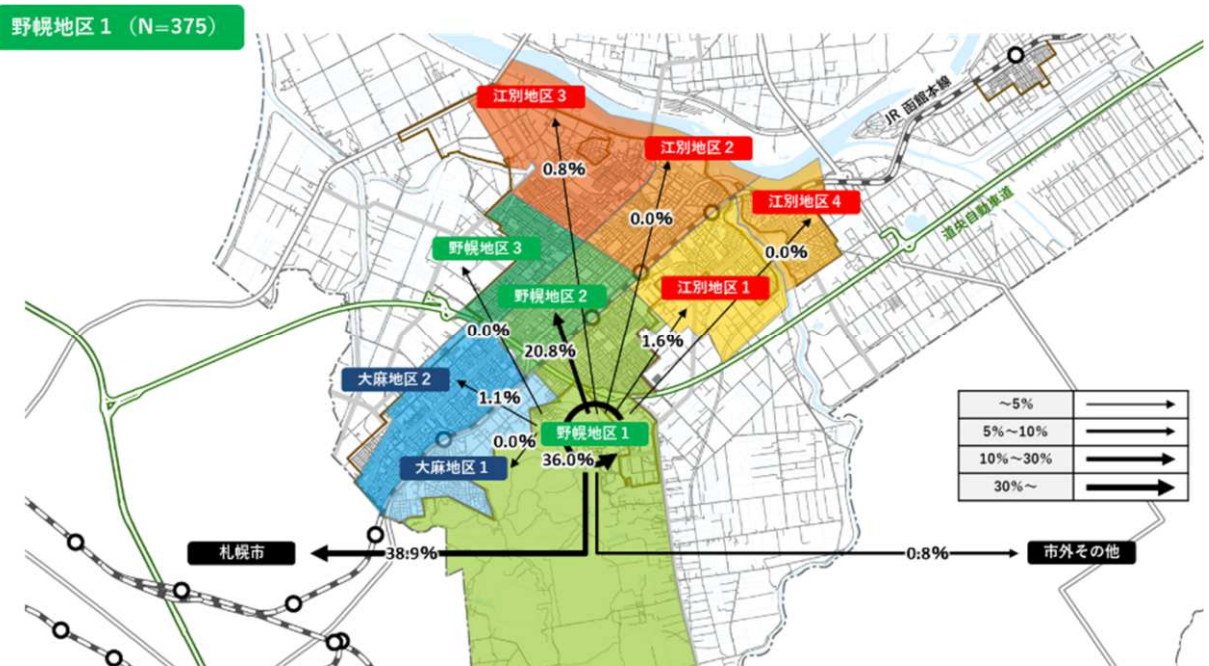 野幌地区１（N=375）
江別地区３
江別地区２
JR 函館本線
0.8%
江別地区４
0.0%
道央自動車道
野幌地区３
0.0%
江別地区１
野幌地区２
0.0%
1.6%
20.8%
大麻地区２
1.1%
～5%
野幌地区１
0.0%
5%～10%
36.0%
大麻地区１
10%～30%
30%～
札幌市
38.9%
0.8%
市外その他